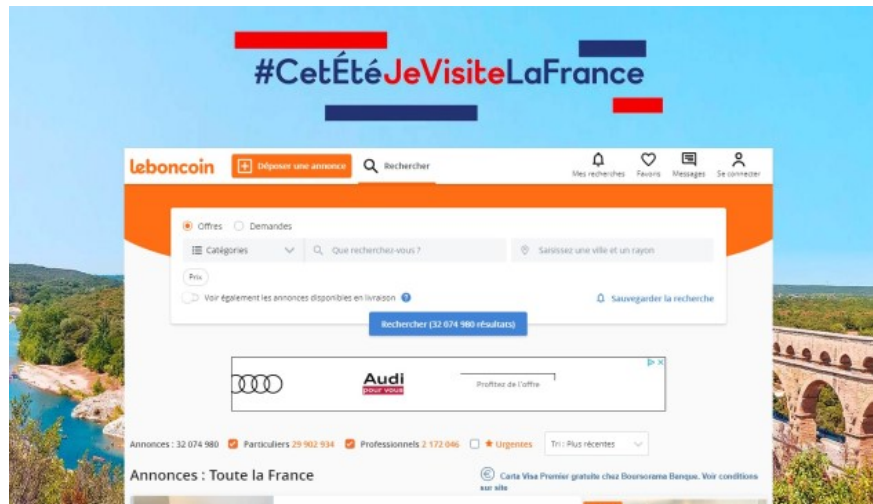 #CetÉtéJeVisiteLaFrance
leboncoin
Déposer une annonce
Rechercher
Mes recherches
Favoris
Messages
Se connecter
Offres
Demandes
Catégories
Que recherchez-vous ?
Saisissez une ville et un rayon
Prix
Voir également les annonces disponibles en livraison ?
Sauvegarder la recherche
Rechercher (32 074 980 résultats)
Audi
pour vous
Profitez de l'offre
Annonces : 32 074 980
Particuliers 29 902 934
Professionnels 2 172 046
Urgentes
Tri : Plus récentes
Annonces : Toute la France
Carta Visa Premier gratuite chez Boursorama Banque. Voir conditions
sur site